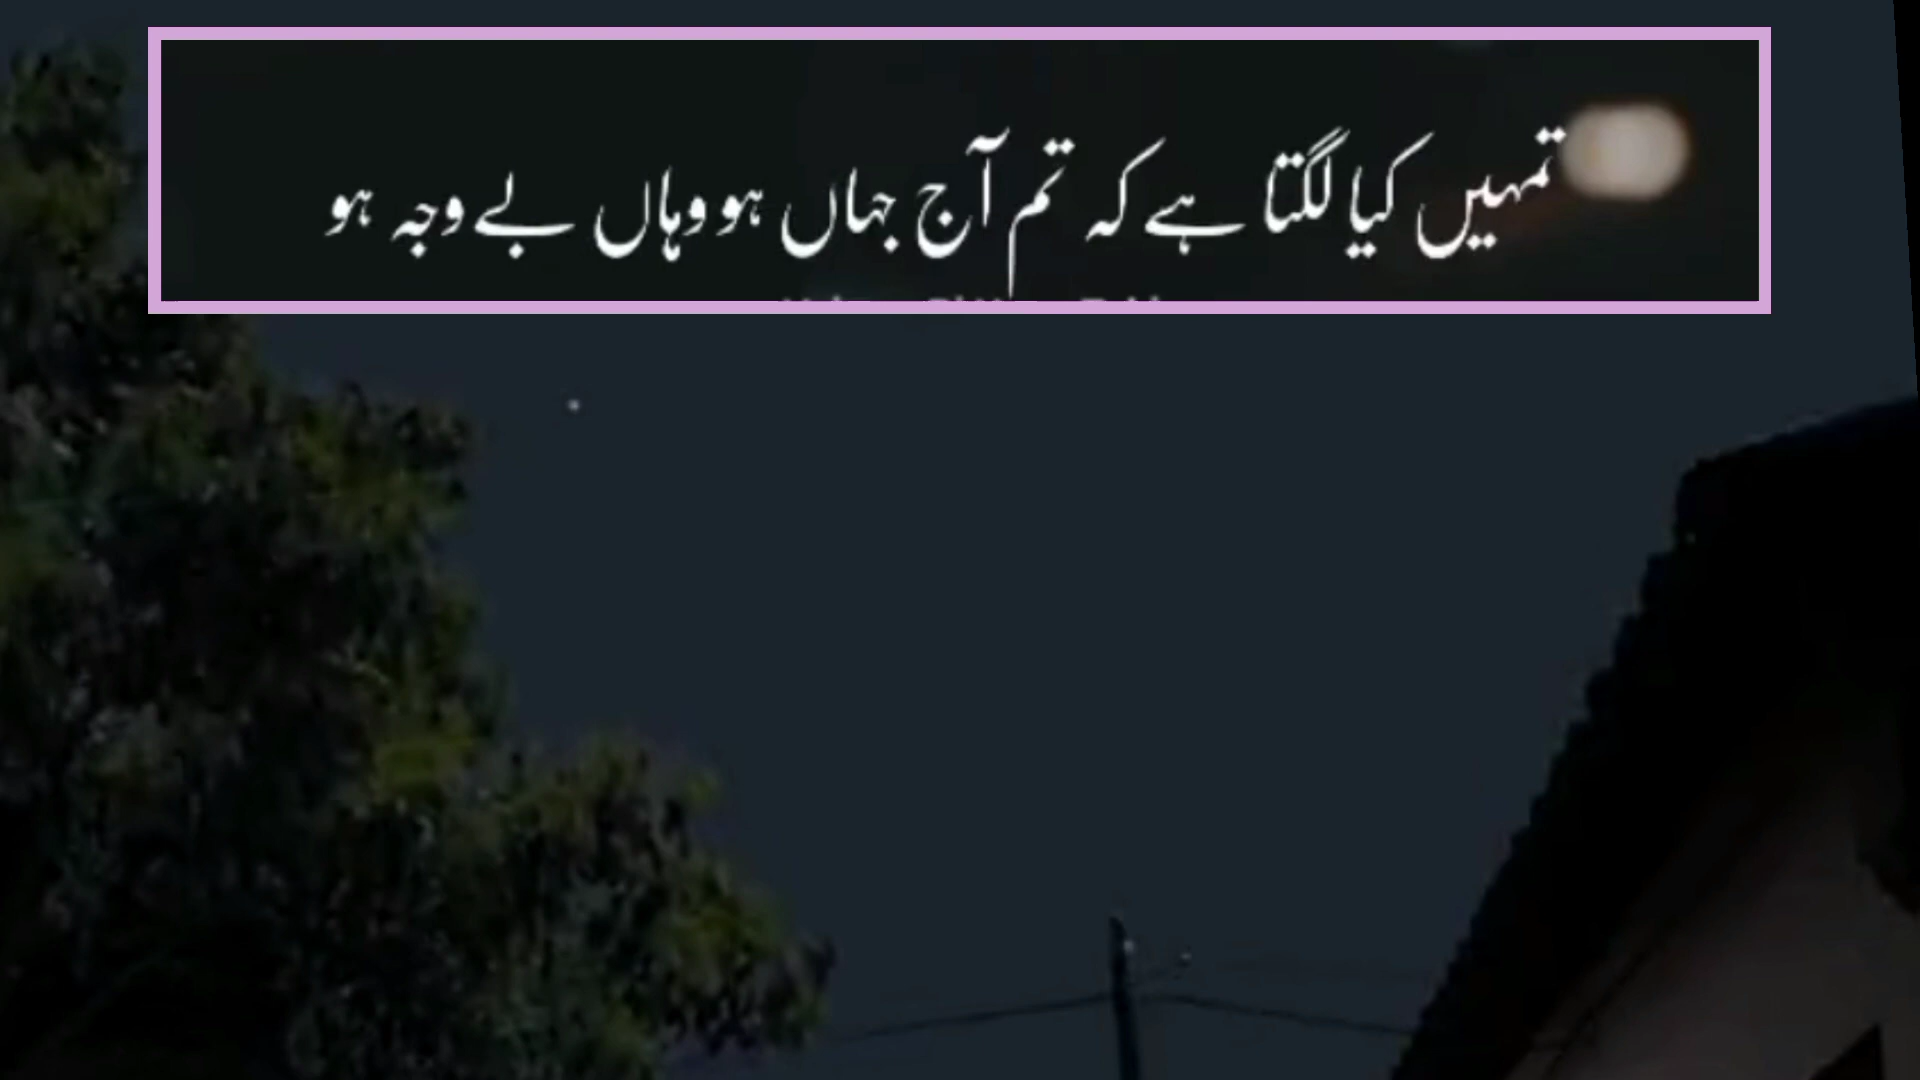 تمہیں کیا لگتا ہے کہ تم آج جہاں ہو وہاں بے وجہ ہو